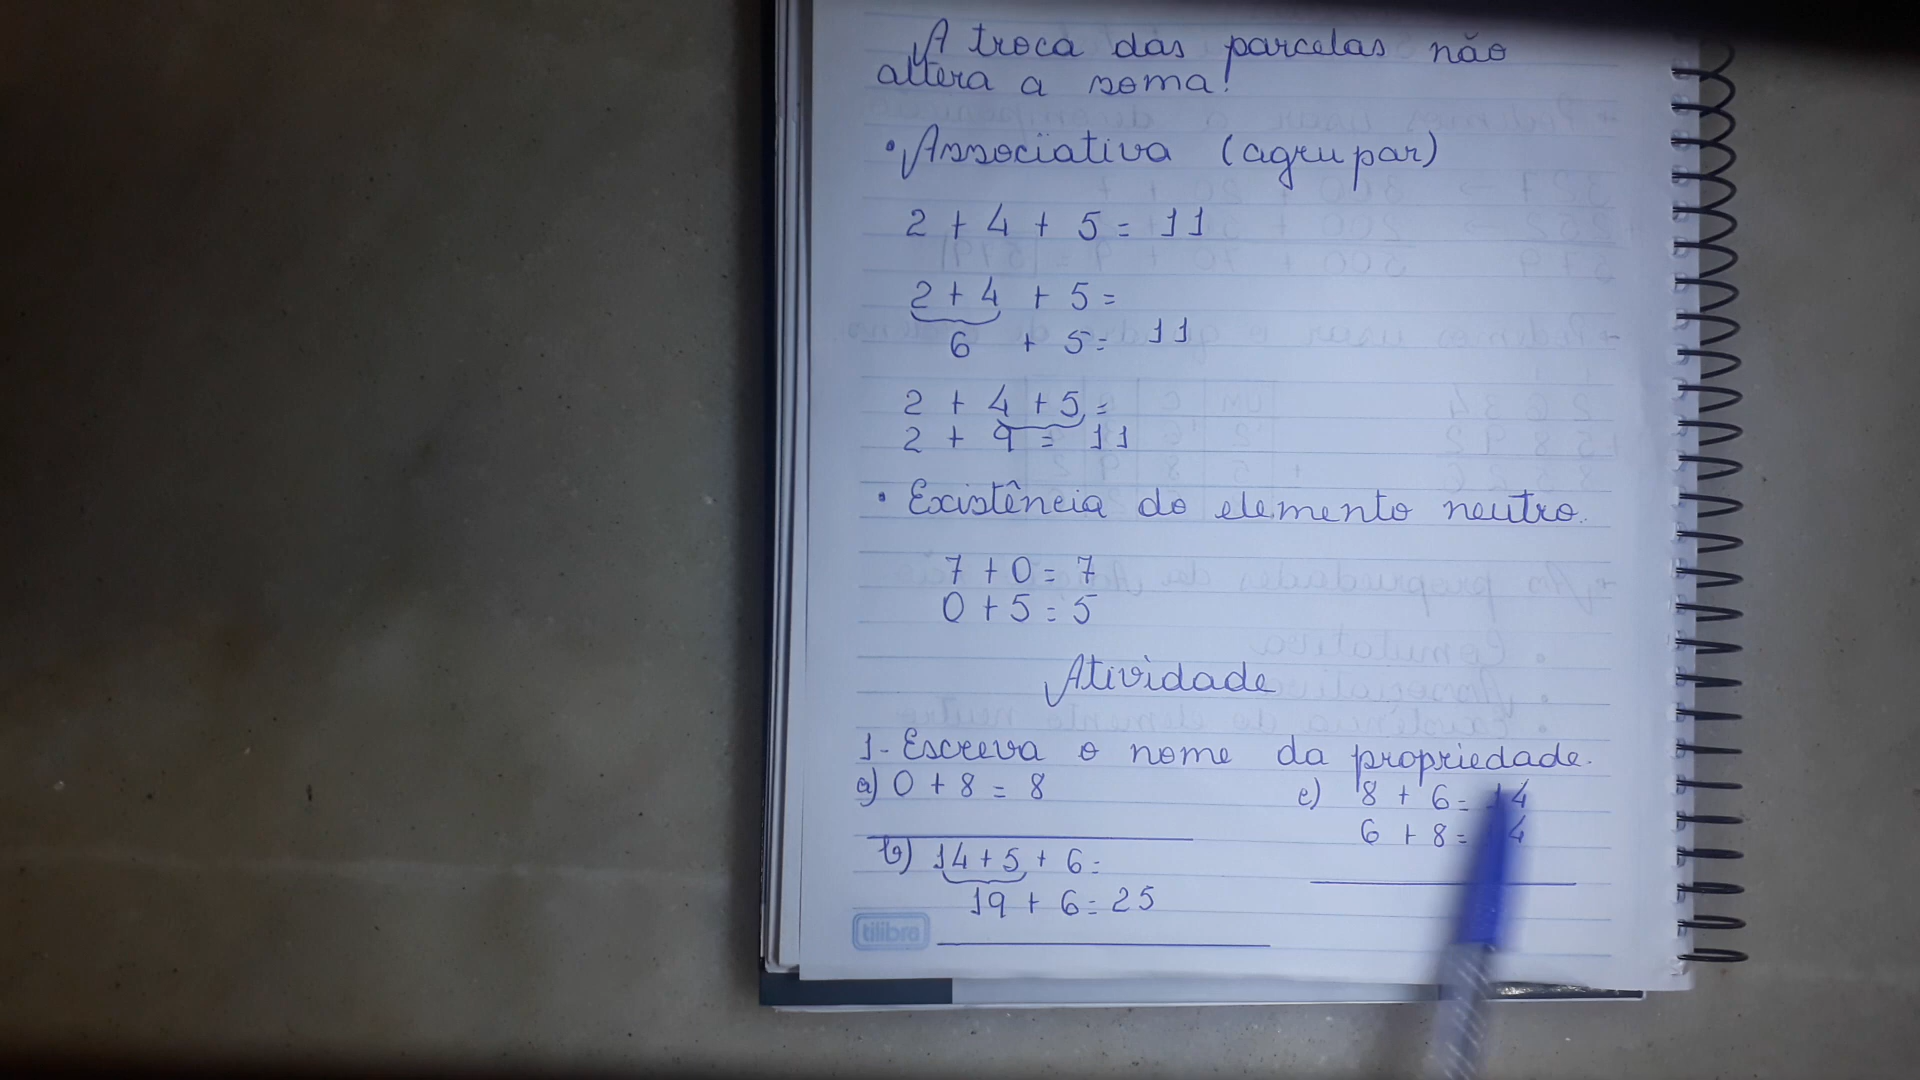 A troca das parcelas não
altera a soma!
• Associativa (agrupar)
2 + 4 + 5 = 11
2 + 4 + 5 =
6 + 5 = 11
2 + 4 + 5 =
2 + 9 = 11
• Existência do elemento neutro.
7 + 0 = 7
0 + 5 = 5
Atividade
1- Escreva o nome da propriedade.
a) 0 + 8 = 8
b) 14 + 5 + 6 =
19 + 6 = 25
c) 8 + 6 = 14
6 + 8 = 14
tilibra